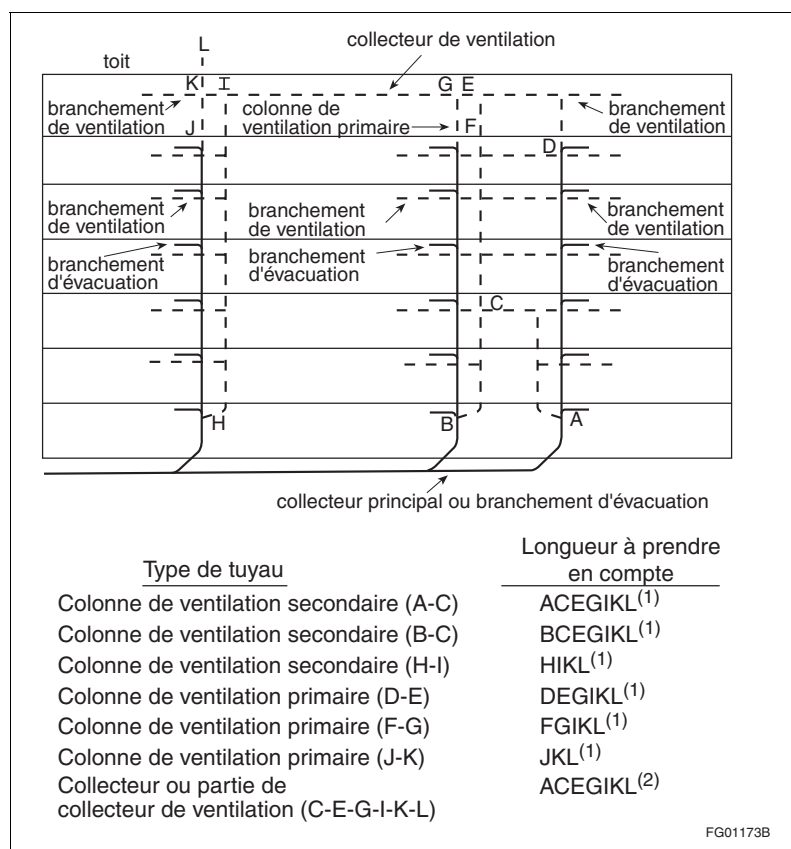 L
collecteur de ventilation
toit
K I G E
branchement de ventilation
colonne de ventilation primaire
branchement de ventilation
J F D
branchement de ventilation
branchement de ventilation
branchement de ventilation
branchement d'évacuation
branchement d'évacuation
branchement d'évacuation
C
H B A
collecteur principal ou branchement d'évacuation
Type de tuyau
Longueur à prendre en compte
Colonne de ventilation secondaire (A-C) ACEGIKL(1)
Colonne de ventilation secondaire (B-C) BCEGIKL(1)
Colonne de ventilation secondaire (H-I) HIKL(1)
Colonne de ventilation primaire (D-E) DEGIKL(1)
Colonne de ventilation primaire (F-G) FGIKL(1)
Colonne de ventilation primaire (J-K) JKL(1)
Collecteur ou partie de ACEGIKL(2)
collecteur de ventilation (C-E-G-I-K-L)
FG01173B